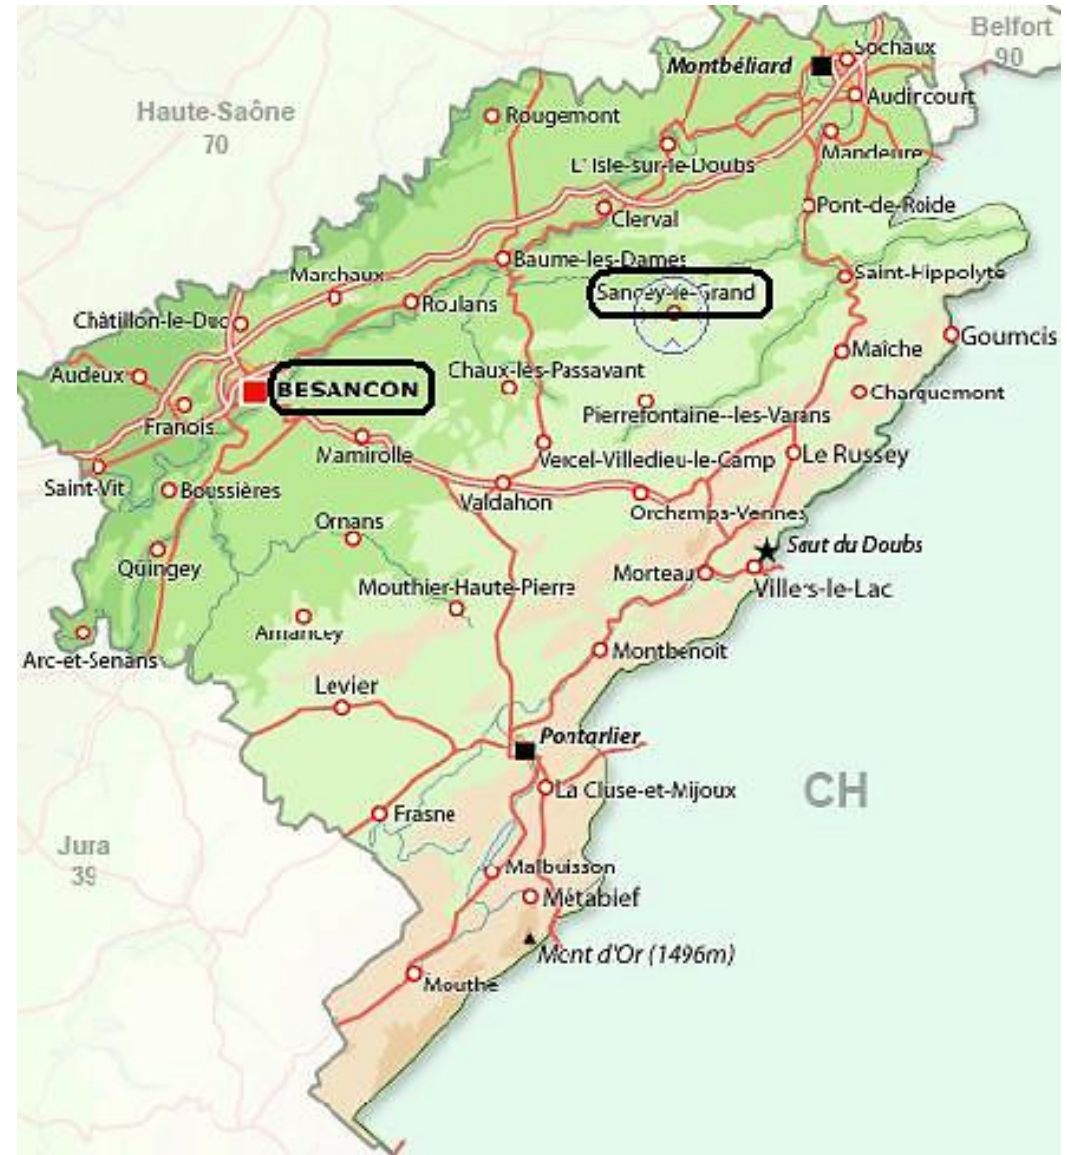 Belfort
90
Sochaux
Montbéliard
Haute-Saône
70
Audincourt
Rougemont
Mandeure
L'Isle-sur-le-Doubs
Pont-de-Roide
Clerval
Baume-les-Dames
Marchaux
Saint-Hippolyte
Sancey-le-Grand
Roulans
Châtillon-le-Duc
Goumois
Maîche
Audeux
Chaux-les-Passavant
BESANCON
Charquemont
Pierrefontaine--les-Varans
Franois
Mamirolle
Vercel-Villedieu-le-Camp
Le Russey
Saint-Vit
Boussières
Valdahon
Orchamps-Vennes
Ornans
Saut du Doubs
Quingey
Morteau
Mouthier-Haute-Pierre
Villers-le-Lac
Amancey
Montbenoit
Arc-et-Senans
Levier
Pontarlier
La Cluse-et-Mijoux
CH
Frasne
Jura
39
Malbuisson
Métabief
Mont d'Or (1496m)
Mouthe